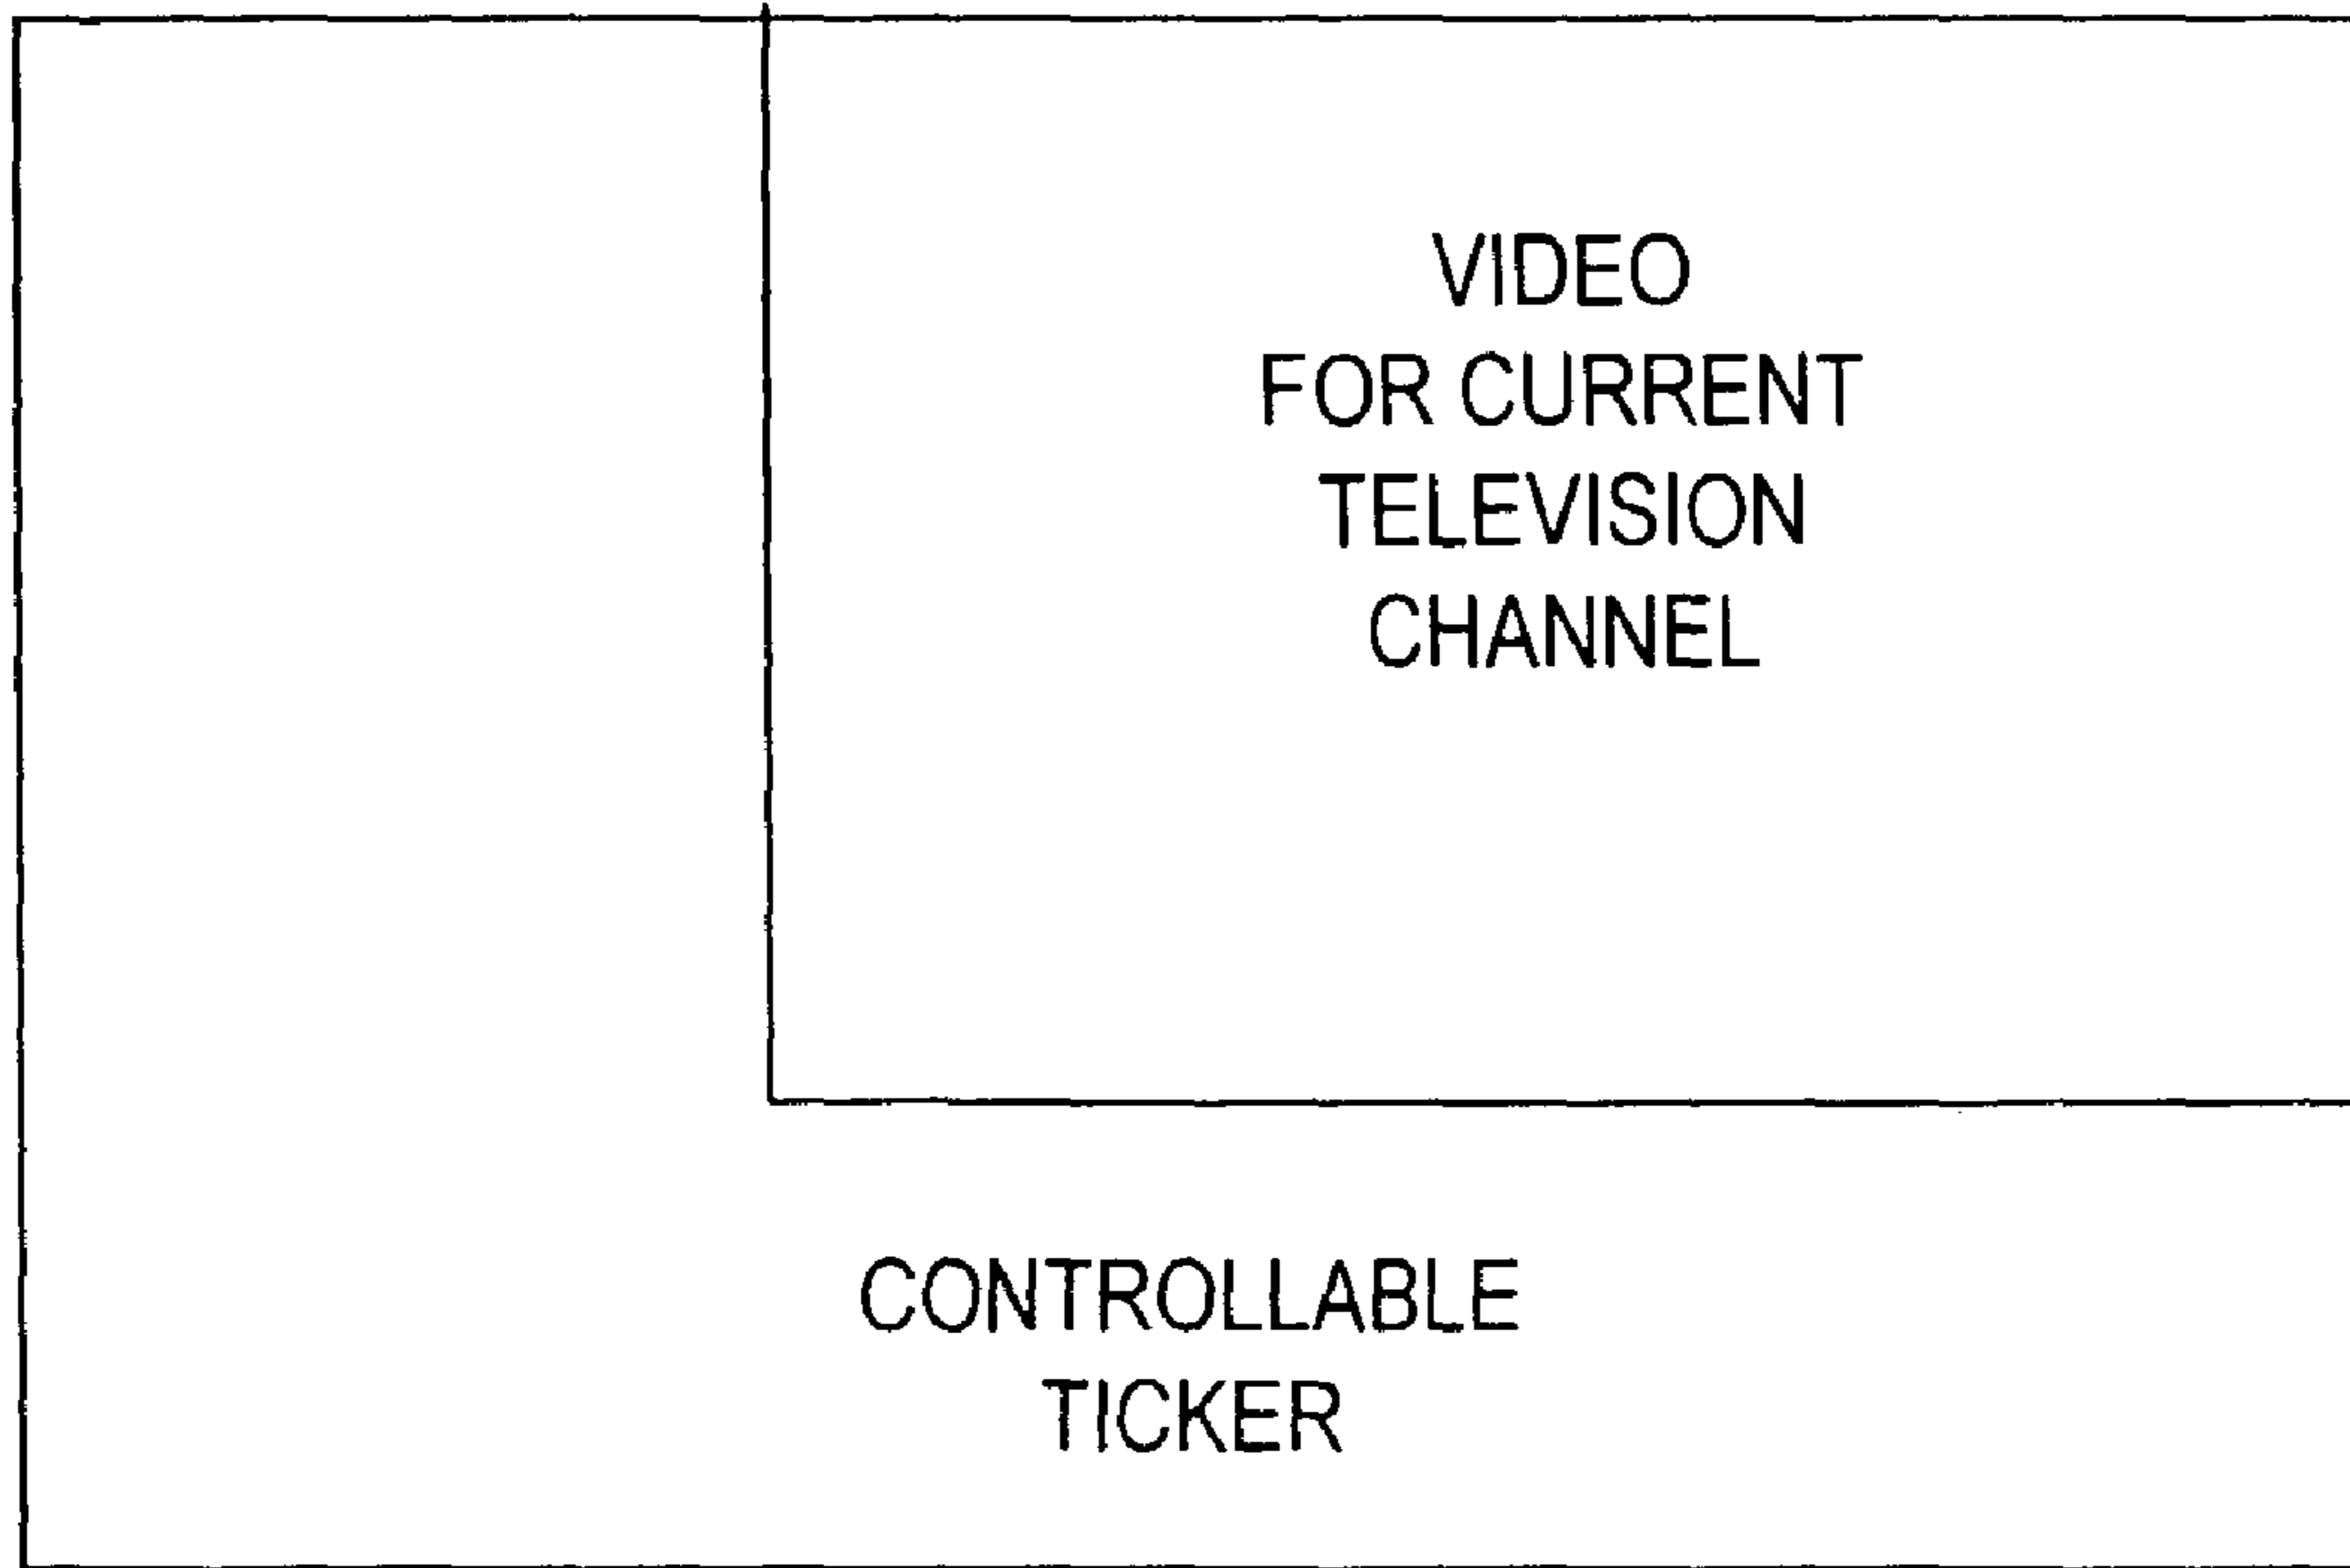 VIDEO
FOR CURRENT
TELEVISION
CHANNEL
CONTROLLABLE
TICKER